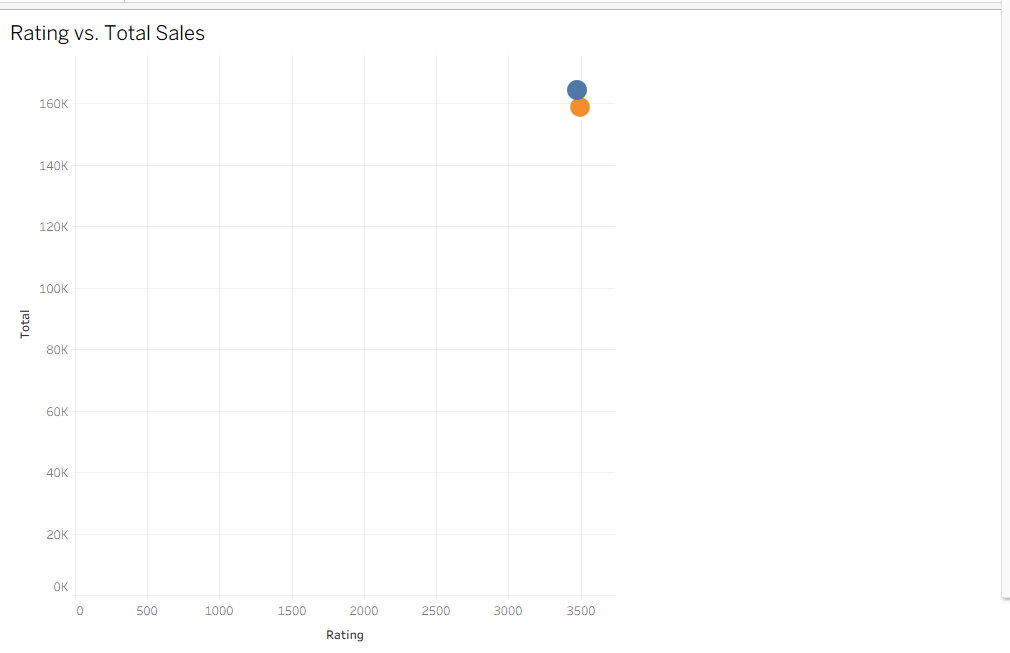 Rating vs. Total Sales
160K
140K
120K
100K
Total
80K
60K
40K
20K
0K
0 500 1000 1500 2000 2500 3000 3500
Rating